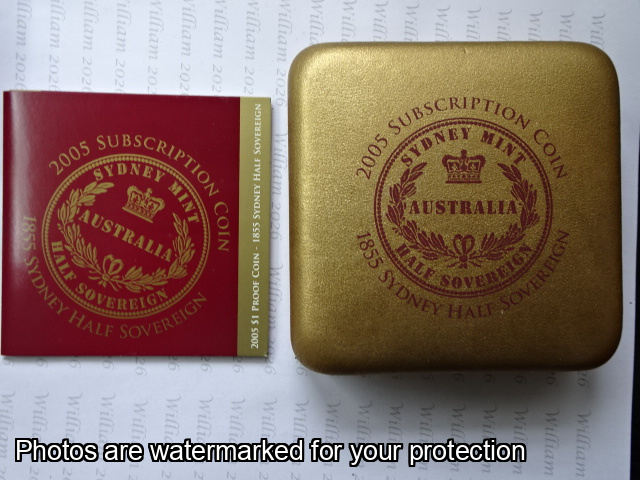 2005 SUBSCRIPTION COIN
SYDNEY MINT
AUSTRALIA
HALF SOVEREIGN
1855 SYDNEY HALF SOVEREIGN
2005 $1 PROOF COIN - 1855 SYDNEY HALF SOVEREIGN
2005 SUBSCRIPTION COIN
SYDNEY MINT
AUSTRALIA
HALF SOVEREIGN
1855 SYDNEY HALF SOVEREIGN
William 2026
Photos are watermarked for your protection